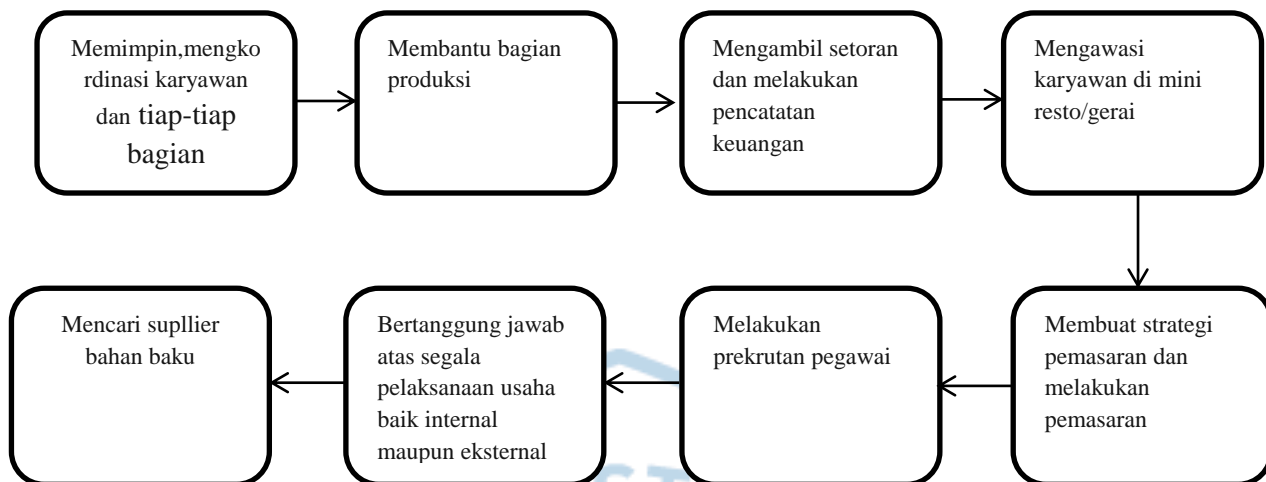 Memimpin,mengko
rdinasi karyawan
dan tiap-tiap
bagian
Membantu bagian
produksi
Mengambil setoran
dan melakukan
pencatatan
keuangan
Mengawasi
karyawan di mini
resto/gerai
Membuat strategi
pemasaran dan
melakukan
pemasaran
Melakukan
prekrutan pegawai
Bertanggung jawab
atas segala
pelaksanaan usaha
baik internal
maupun eksternal
Mencari supllier
bahan baku